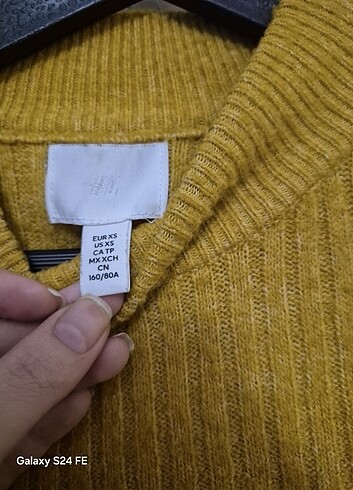 H&M
EUR XS
US XS
CA TP
MX XCH
CN
160/80A
Galaxy S24 FE